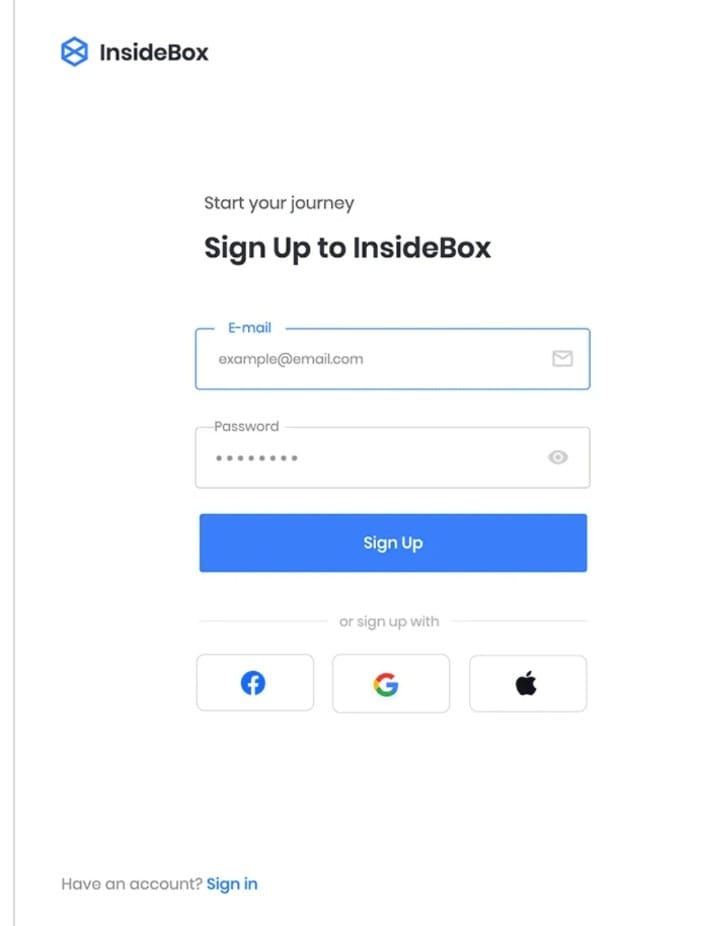 InsideBox
Start your journey
Sign Up to InsideBox
E-mail
example@email.com
Password
Sign Up
or sign up with
Have an account? Sign in